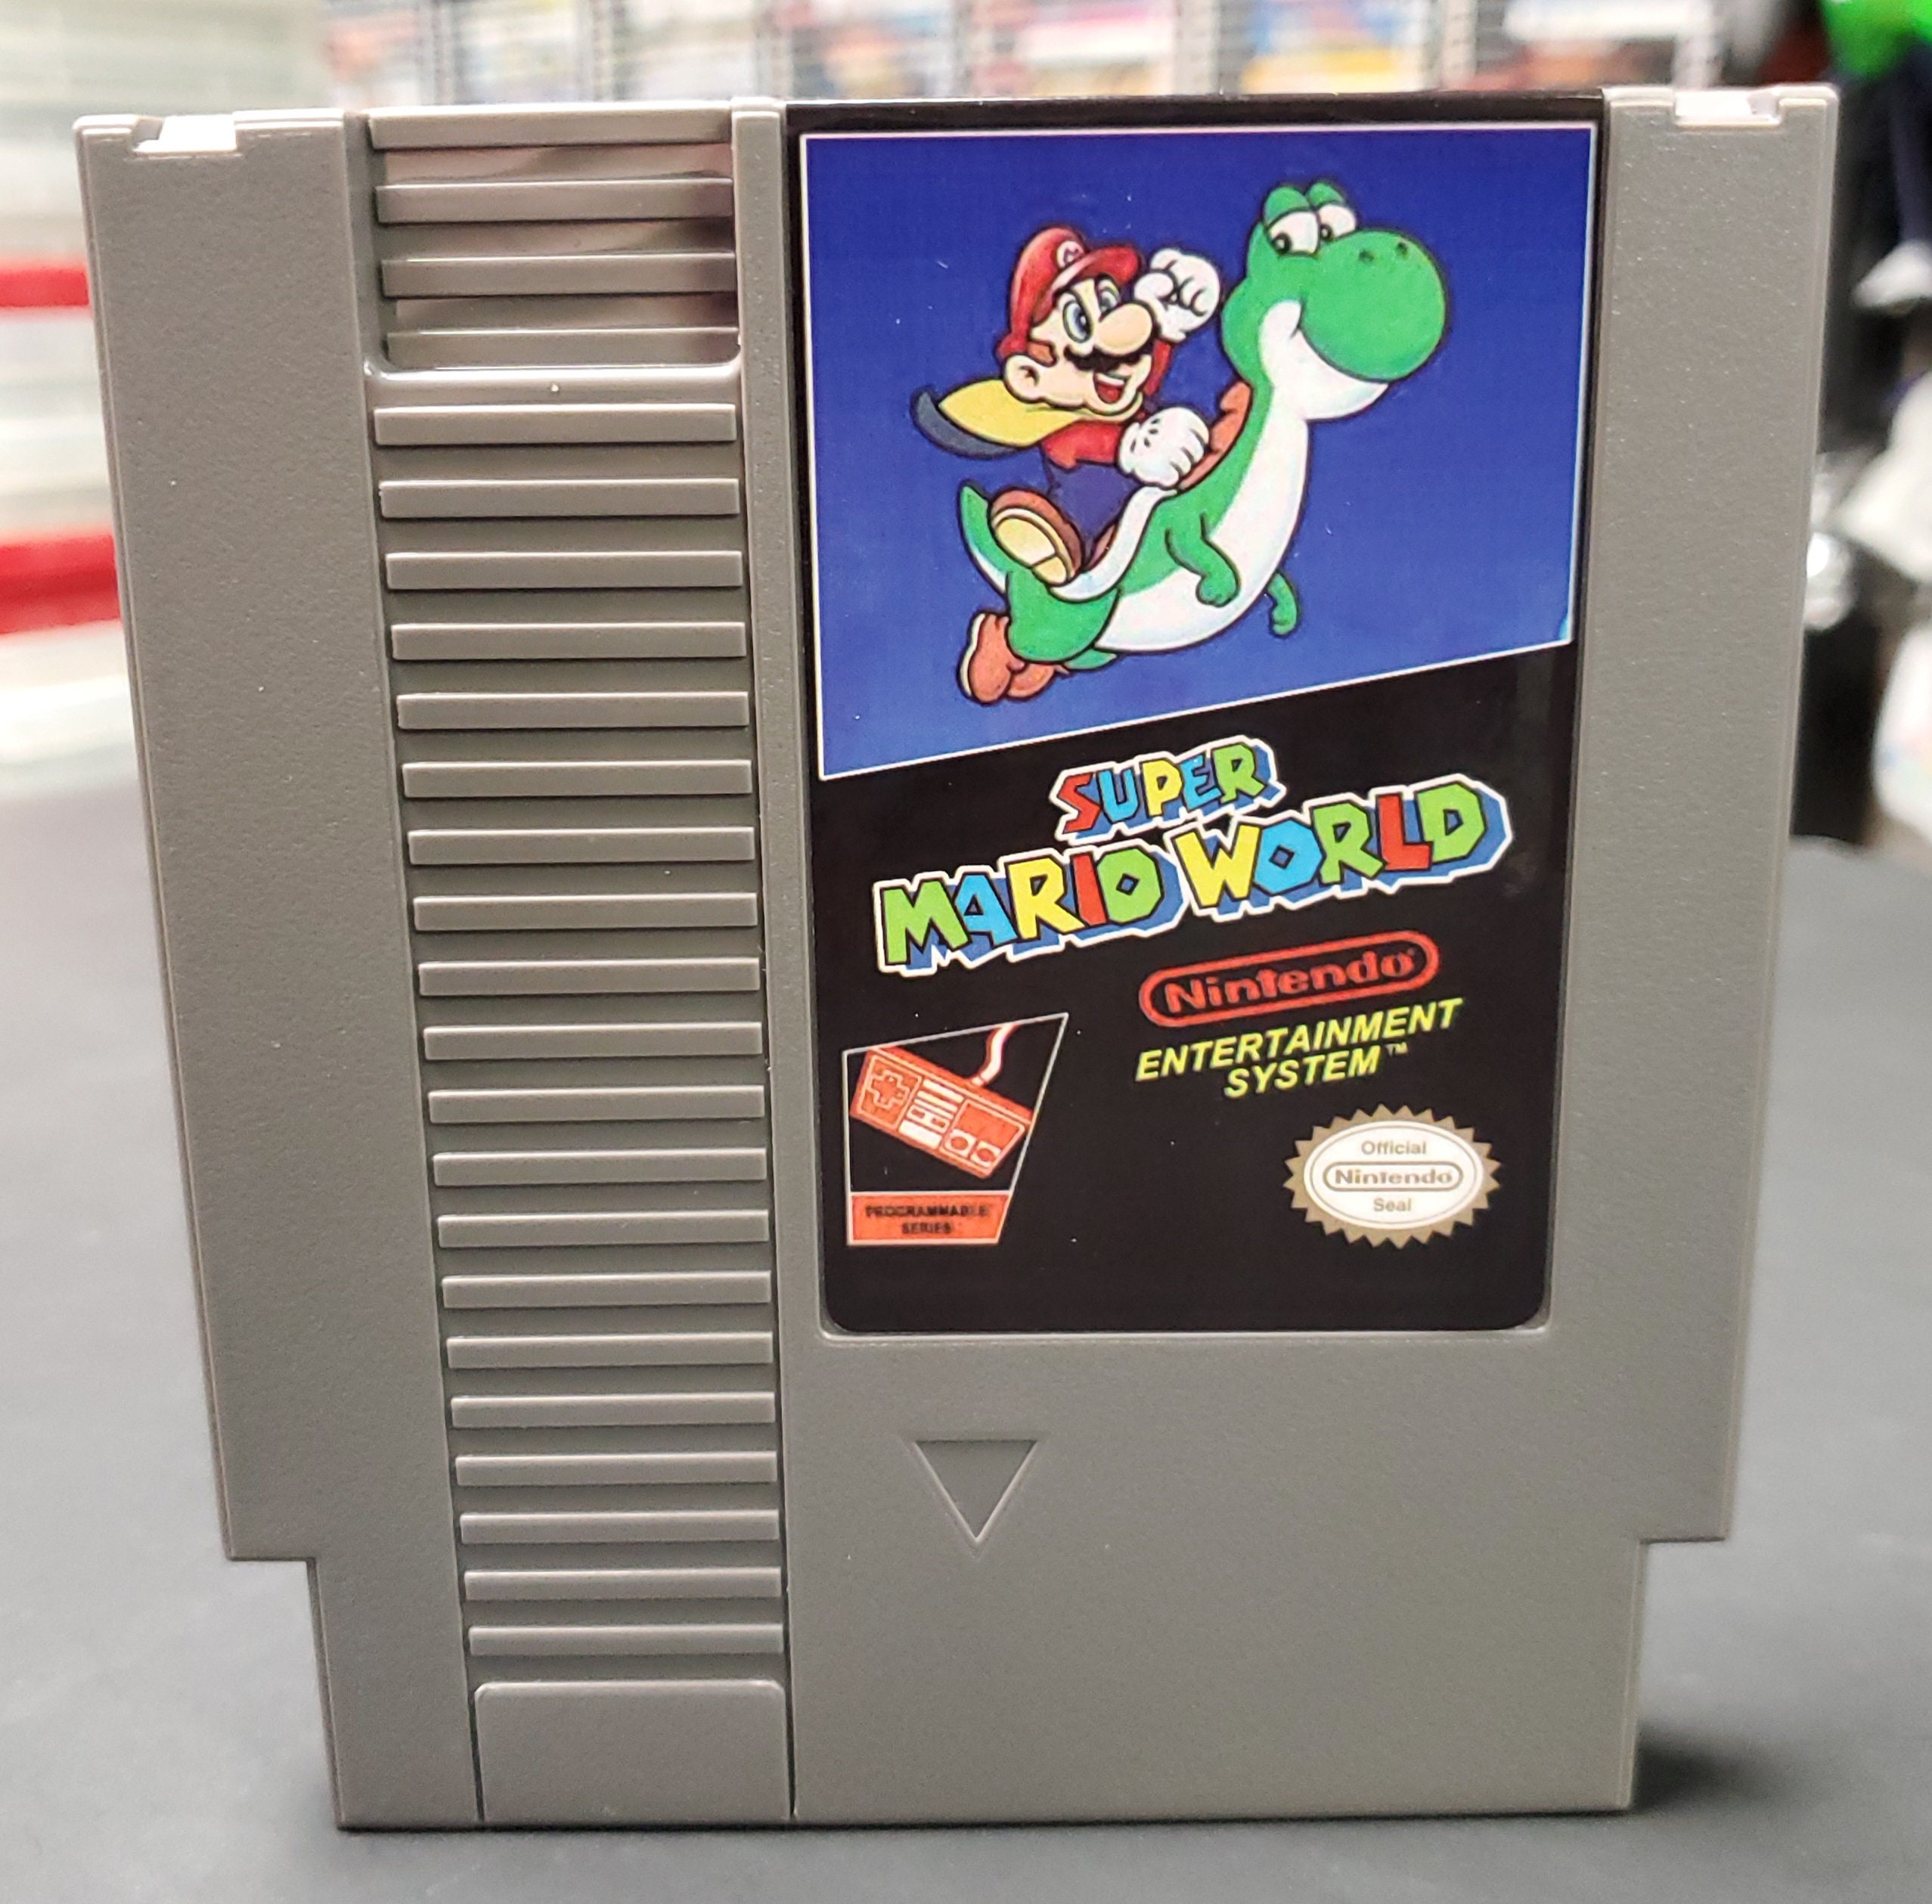 M
SUPER
MARIO WORLD
Nintendo®
ENTERTAINMENT
SYSTEM™
PROGRAMMABLE
SERIES
Official
Nintendo
Seal